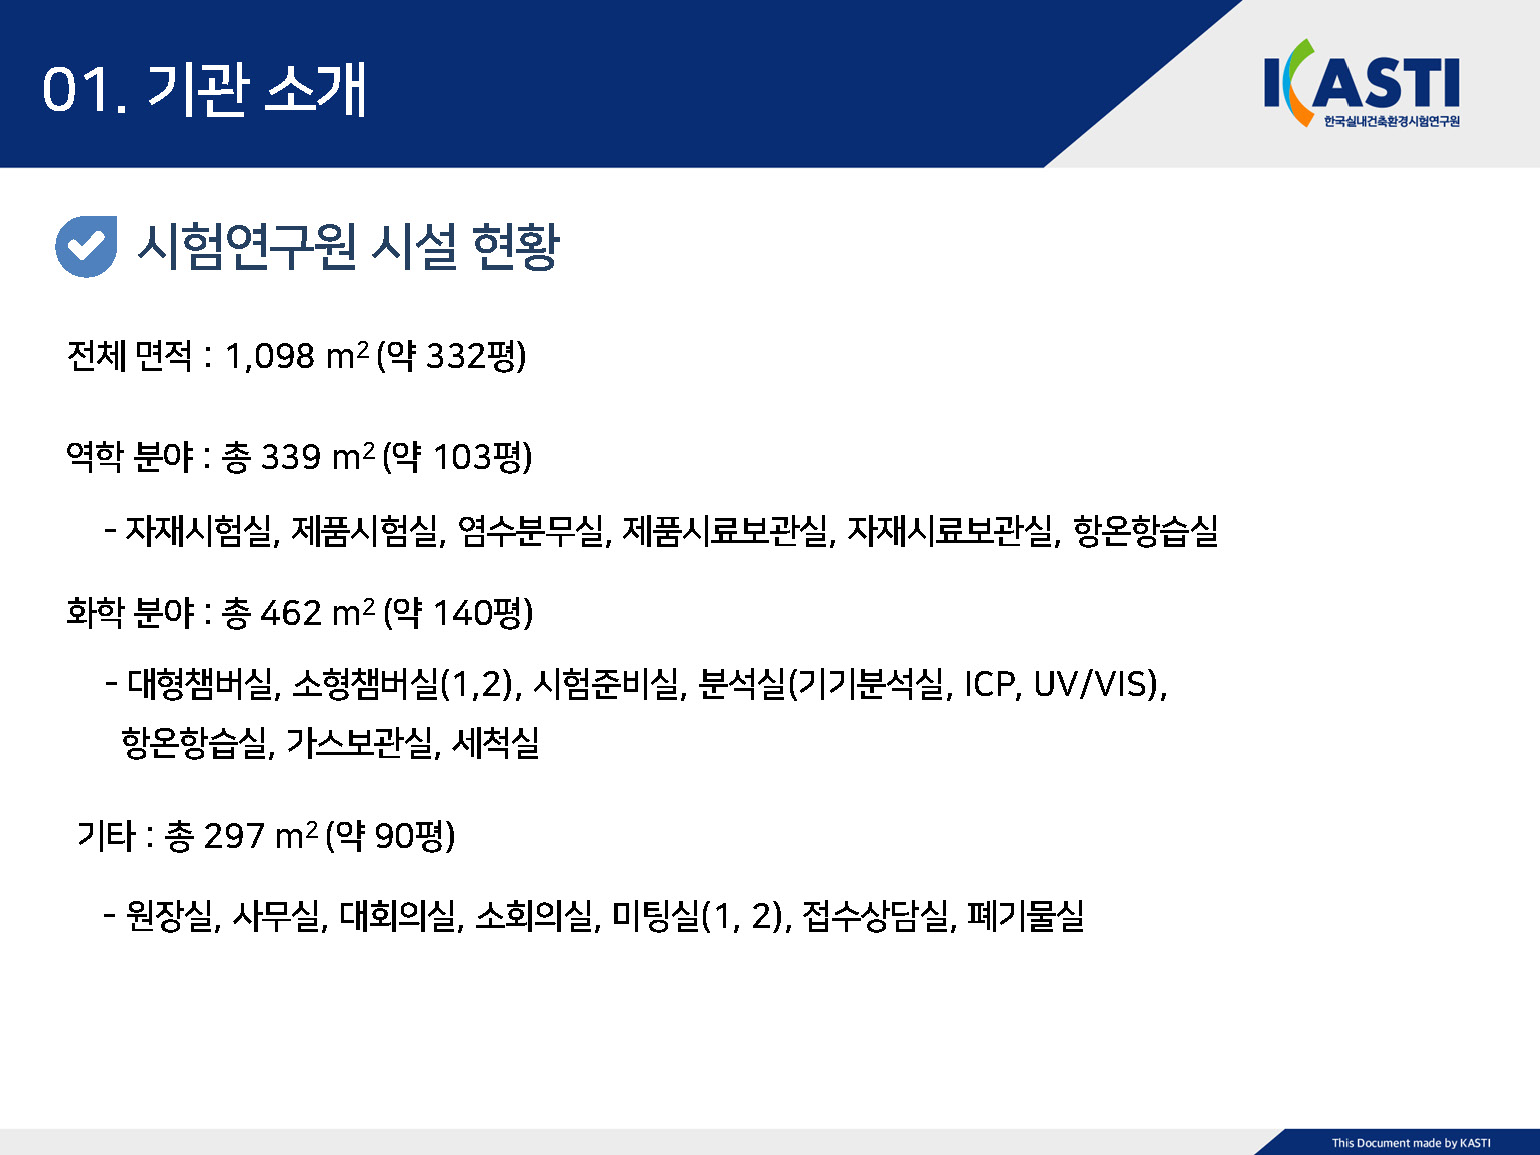 01. 기관 소개
KASTI
한국실내건축환경시험연구원
시험연구원 시설 현황
전체 면적 : 1,098 m² (약 332평)
역학 분야 : 총 339 m² (약 103평)
- 자재시험실, 제품시험실, 염수분무실, 제품시료보관실, 자재시료보관실, 항온항습실
화학 분야 : 총 462 m² (약 140평)
- 대형챔버실, 소형챔버실(1,2), 시험준비실, 분석실(기기분석실, ICP, UV/VIS),
항온항습실, 가스보관실, 세척실
기타 : 총 297 m² (약 90평)
- 원장실, 사무실, 대회의실, 소회의실, 미팅실(1, 2), 접수상담실, 폐기물실
This Document made by KASTI